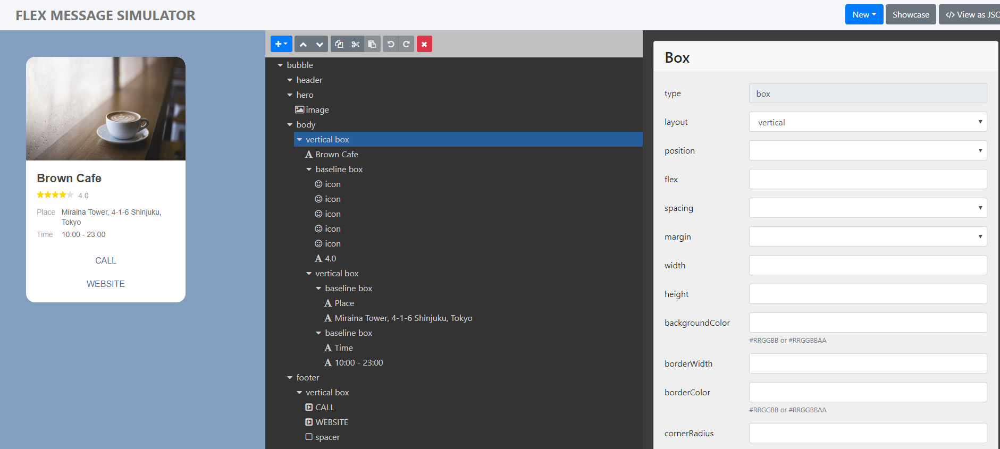 FLEX MESSAGE SIMULATOR
New
Showcase
</> View as JSO
Brown Cafe
4.0
Place Miraina Tower, 4-1-6 Shinjuku,
Tokyo
Time 10:00 - 23:00
CALL
WEBSITE
bubble
header
hero
image
body
vertical box
Brown Cafe
baseline box
icon
icon
icon
icon
icon
4.0
vertical box
baseline box
Place
Miraina Tower, 4-1-6 Shinjuku, Tokyo
baseline box
Time
10:00 - 23:00
footer
vertical box
CALL
WEBSITE
spacer
Box
type box
layout vertical
position
flex
spacing
margin
width
height
backgroundColor
#RRGGBB or #RRGGBBAA
borderWidth
borderColor
#RRGGBB or #RRGGBBAA
cornerRadius